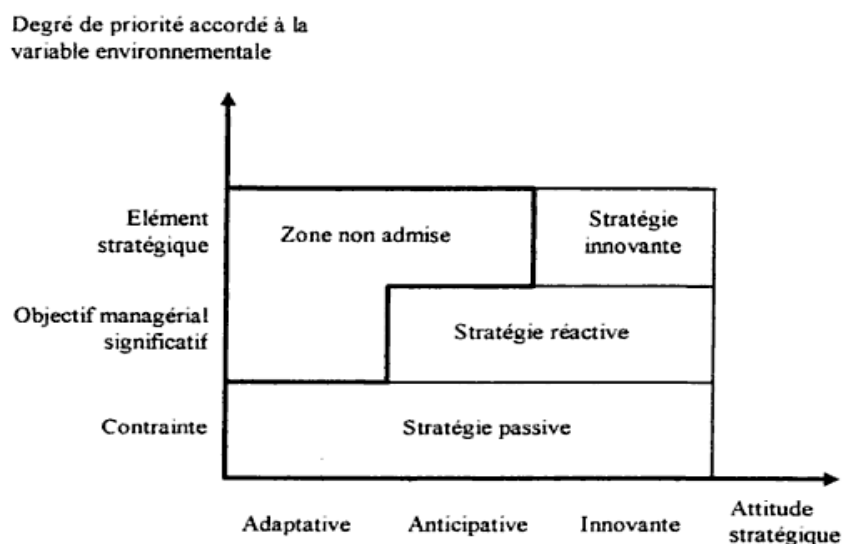 Degré de priorité accordé à la
variable environnementale
Elément
stratégique
Zone non admise
Stratégie
innovante
Objectif managérial
significatif
Stratégie réactive
Contrainte
Stratégie passive
Adaptative
Anticipative
Innovante
Attitude
stratégique